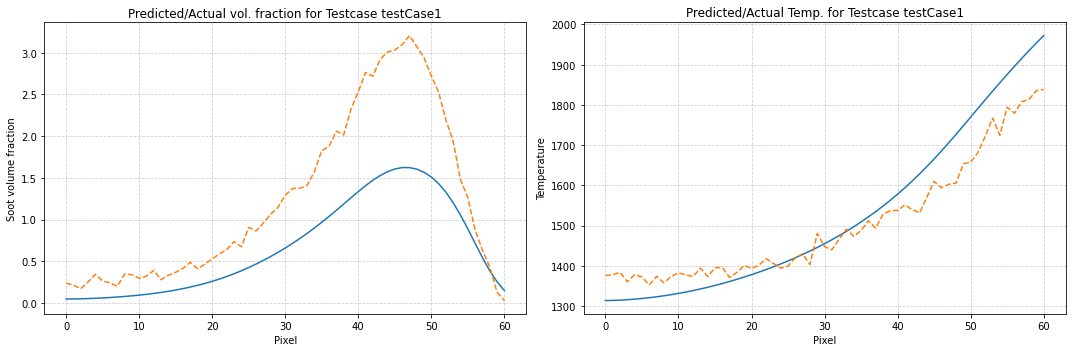 Predicted/Actual vol. fraction for Testcase testCase1
Soot volume fraction
3.0
2.5
2.0
1.5
1.0
0.5
0.0
0 10 20 30 40 50 60
Pixel
Predicted/Actual Temp. for Testcase testCase1
Temperature
2000
1900
1800
1700
1600
1500
1400
1300
0 10 20 30 40 50 60
Pixel